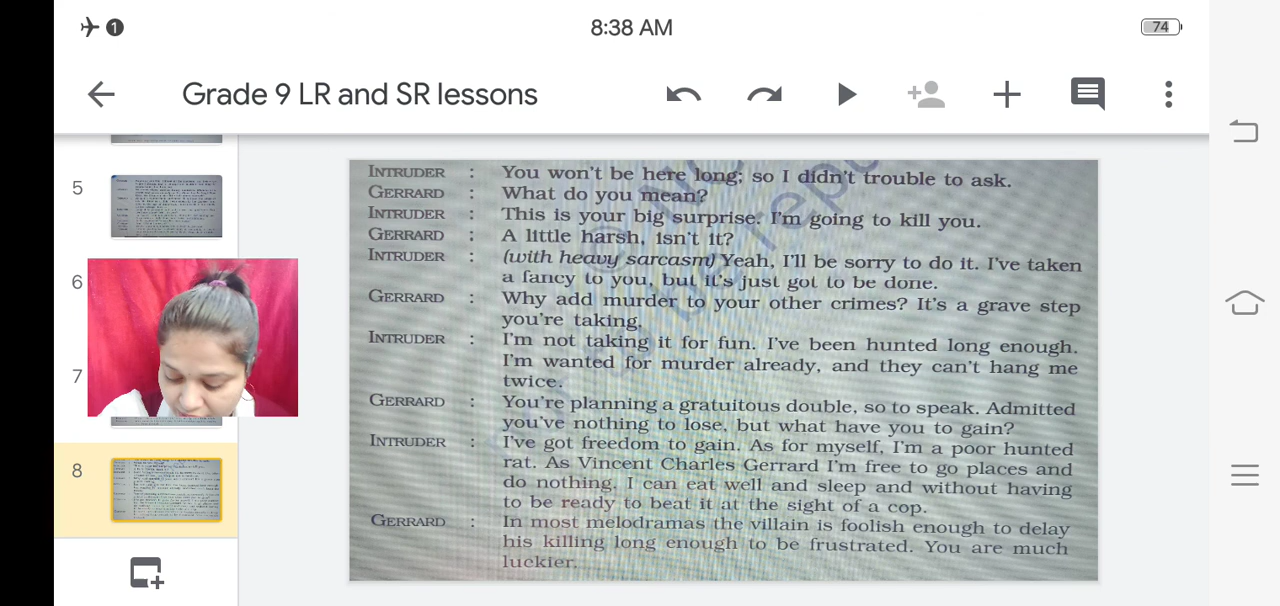 1
8:38 AM
74
Grade 9 LR and SR lessons
INTRUDER : You won't be here long; so I didn't trouble to ask.
GERRARD : What do you mean?
INTRUDER : This is your big surprise. I'm going to kill you.
GERRARD : A little harsh, isn't it?
INTRUDER : (with heavy sarcasm) Yeah, I'll be sorry to do it. I've taken
a fancy to you, but it's just got to be done.
GERRARD : Why add murder to your other crimes? It's a grave step
you're taking.
INTRUDER : I'm not taking it for fun. I've been hunted long enough.
I'm wanted for murder already, and they can't hang me
twice.
GERRARD : You're planning a gratuitous double, so to speak. Admitted
you've nothing to lose, but what have you to gain?
INTRUDER : I've got freedom to gain. As for myself, I'm a poor hunted
rat. As Vincent Charles Gerrard I'm free to go places and
do nothing. I can eat well and sleep and without having
to be ready to beat it at the sight of a cop.
GERRARD : In most melodramas the villain is foolish enough to delay
his killing long enough to be frustrated. You are much
luckier.
5
6
7
8